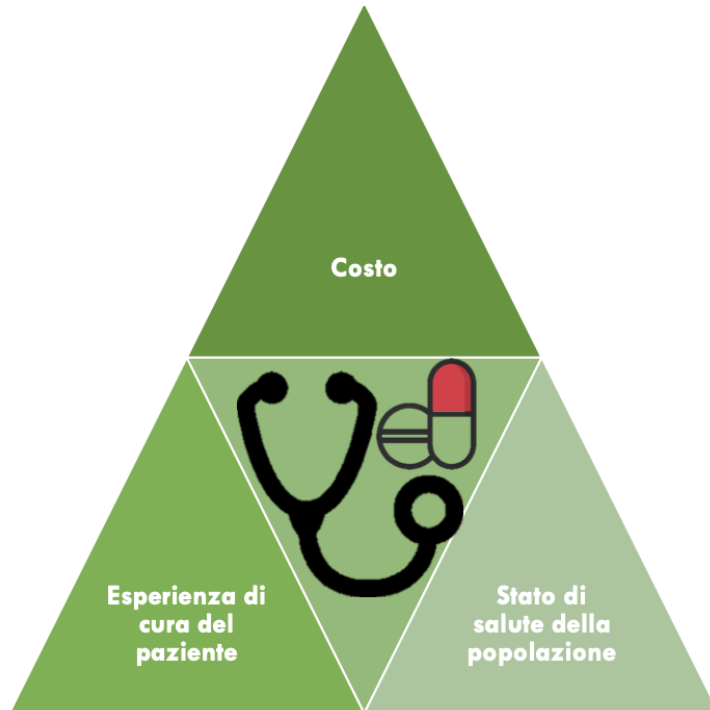 Costo
Esperienza di
cura del
paziente
Stato di
salute della
popolazione